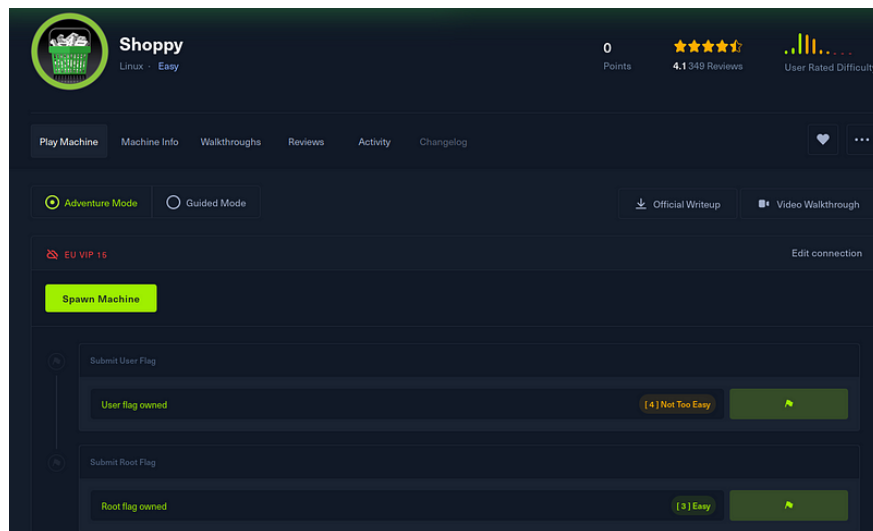 Shoppy
Linux · Easy
0
Points
4.1 349 Reviews
User Rated Difficulty
Play Machine
Machine Info
Walkthroughs
Reviews
Activity
Changelog
Adventure Mode
Guided Mode
Official Writeup
Video Walkthrough
EU VIP 16
Edit connection
Spawn Machine
Submit User Flag
User flag owned
[ 4 ] Not Too Easy
Submit Root Flag
Root flag owned
[ 3 ] Easy